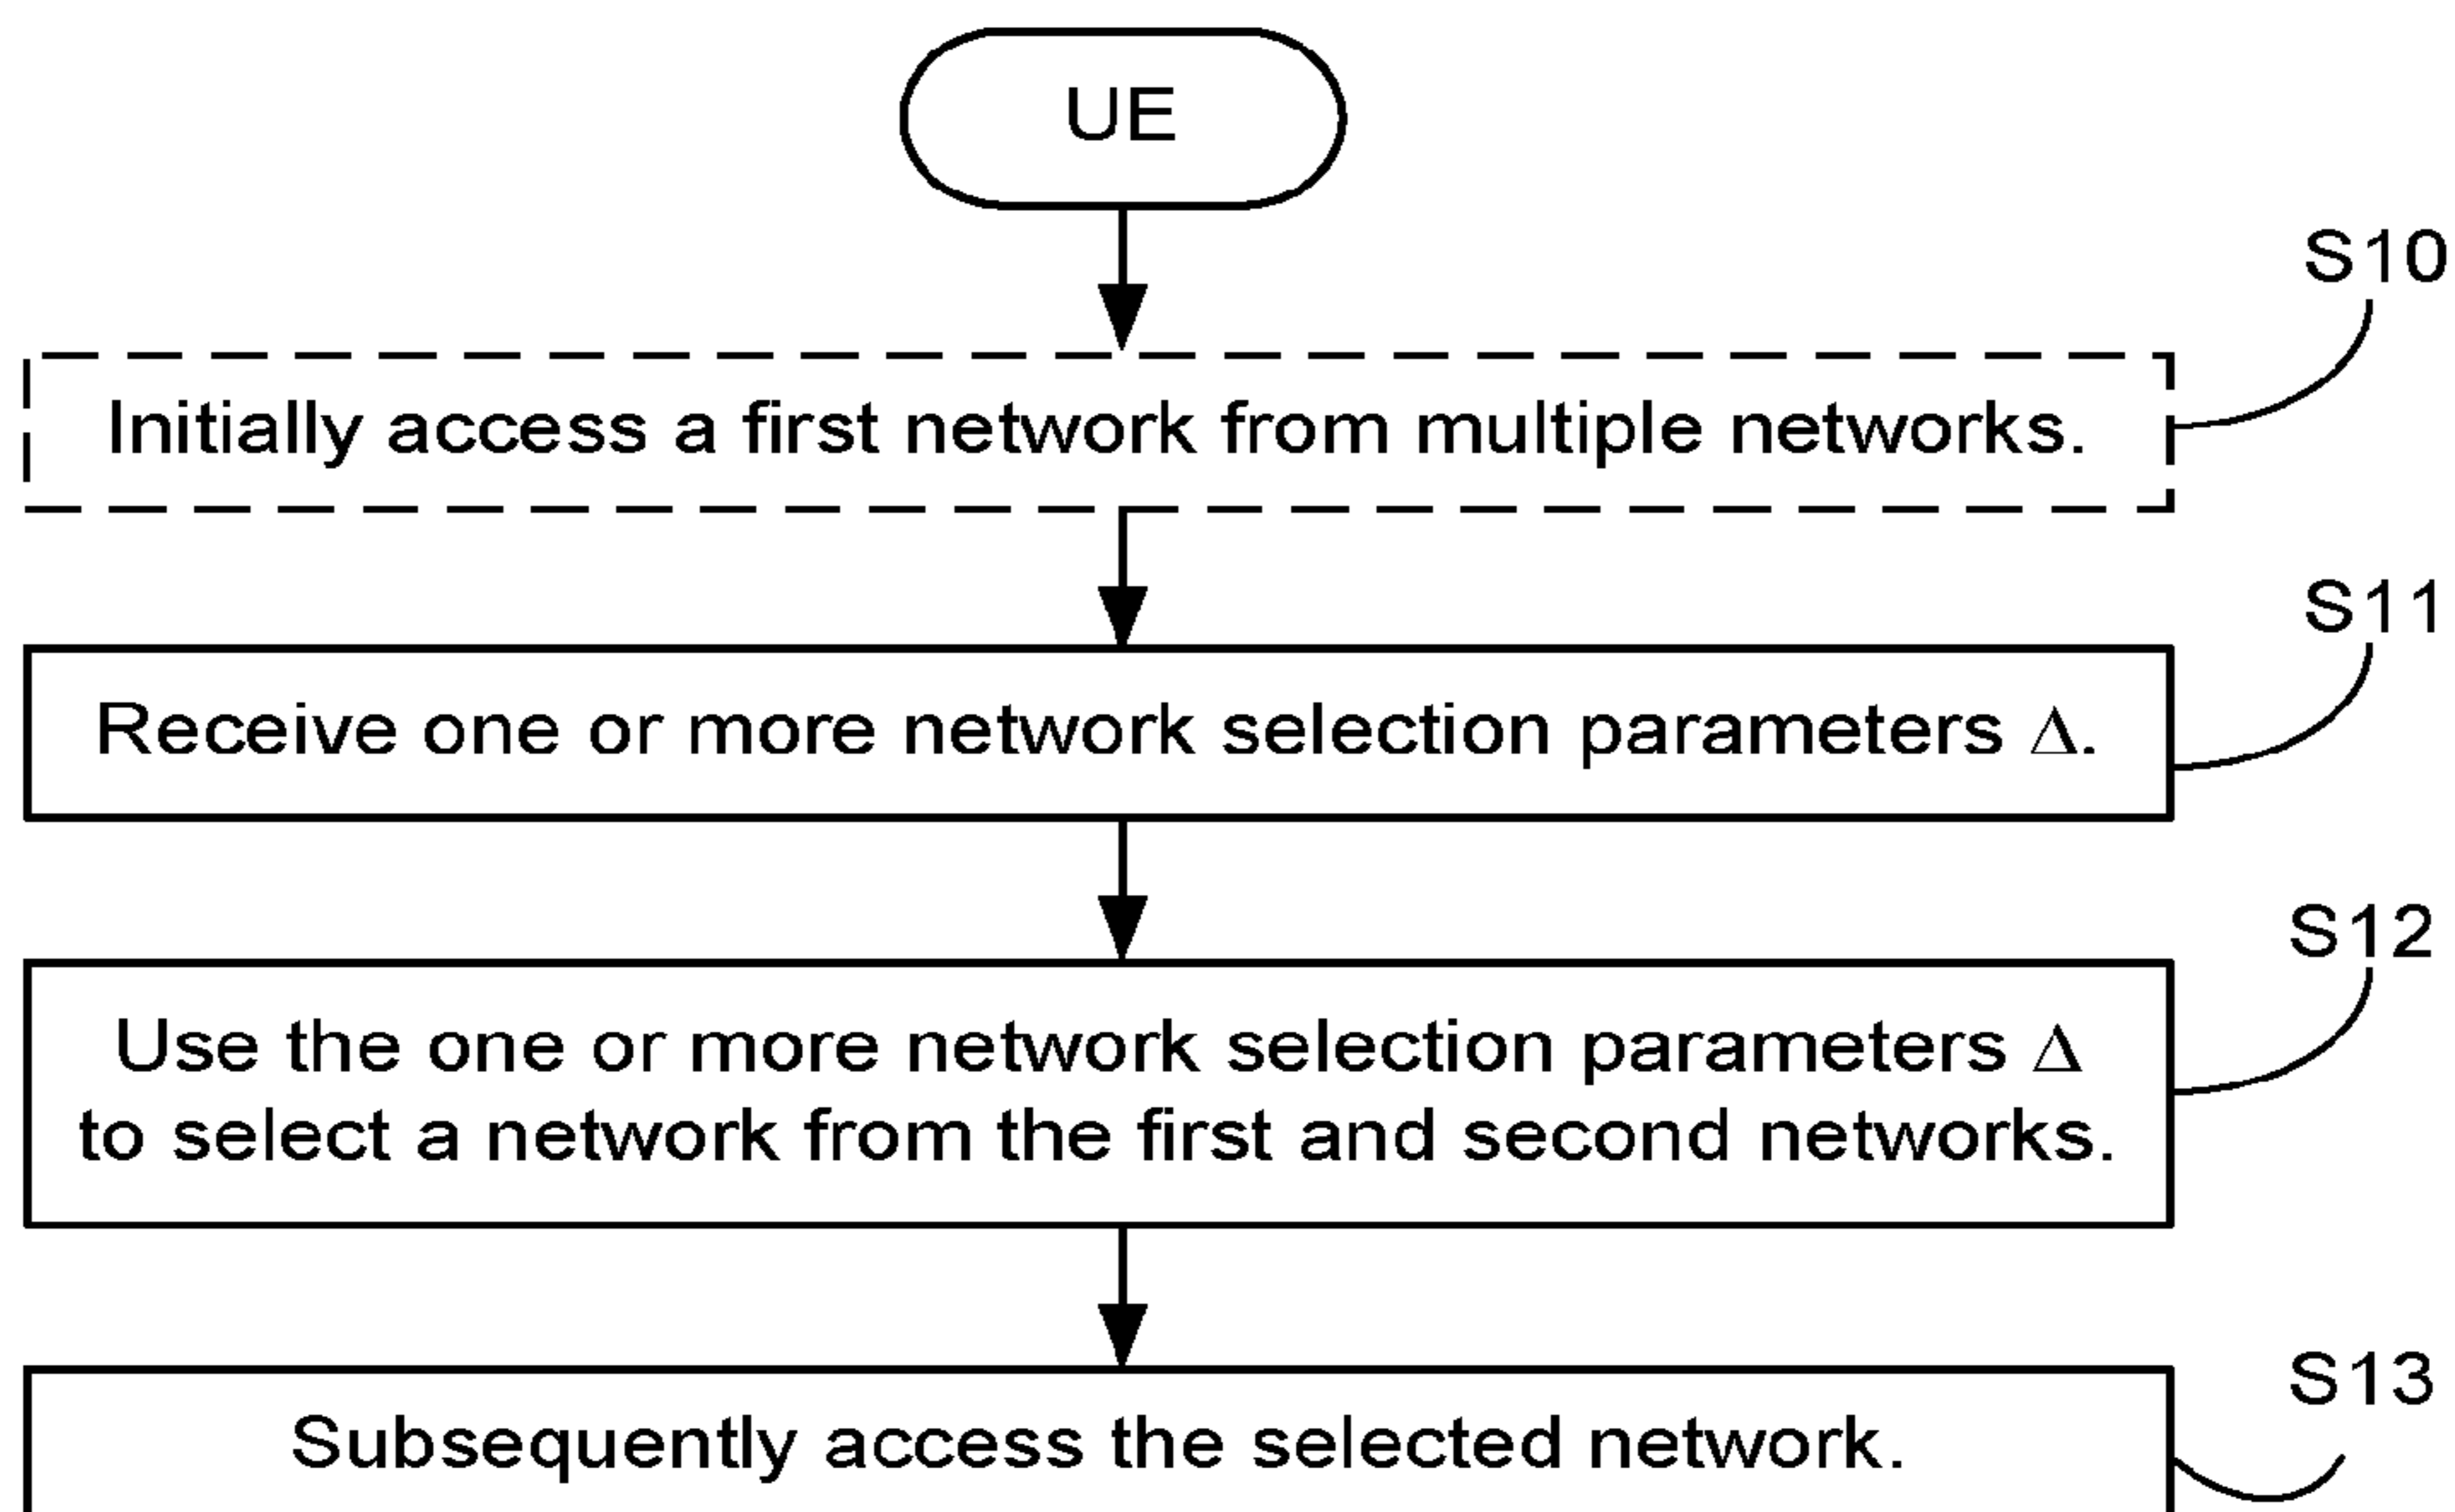 UE
S10
Initially access a first network from multiple networks.
S11
Receive one or more network selection parameters Δ.
S12
Use the one or more network selection parameters Δ
to select a network from the first and second networks.
S13
Subsequently access the selected network.